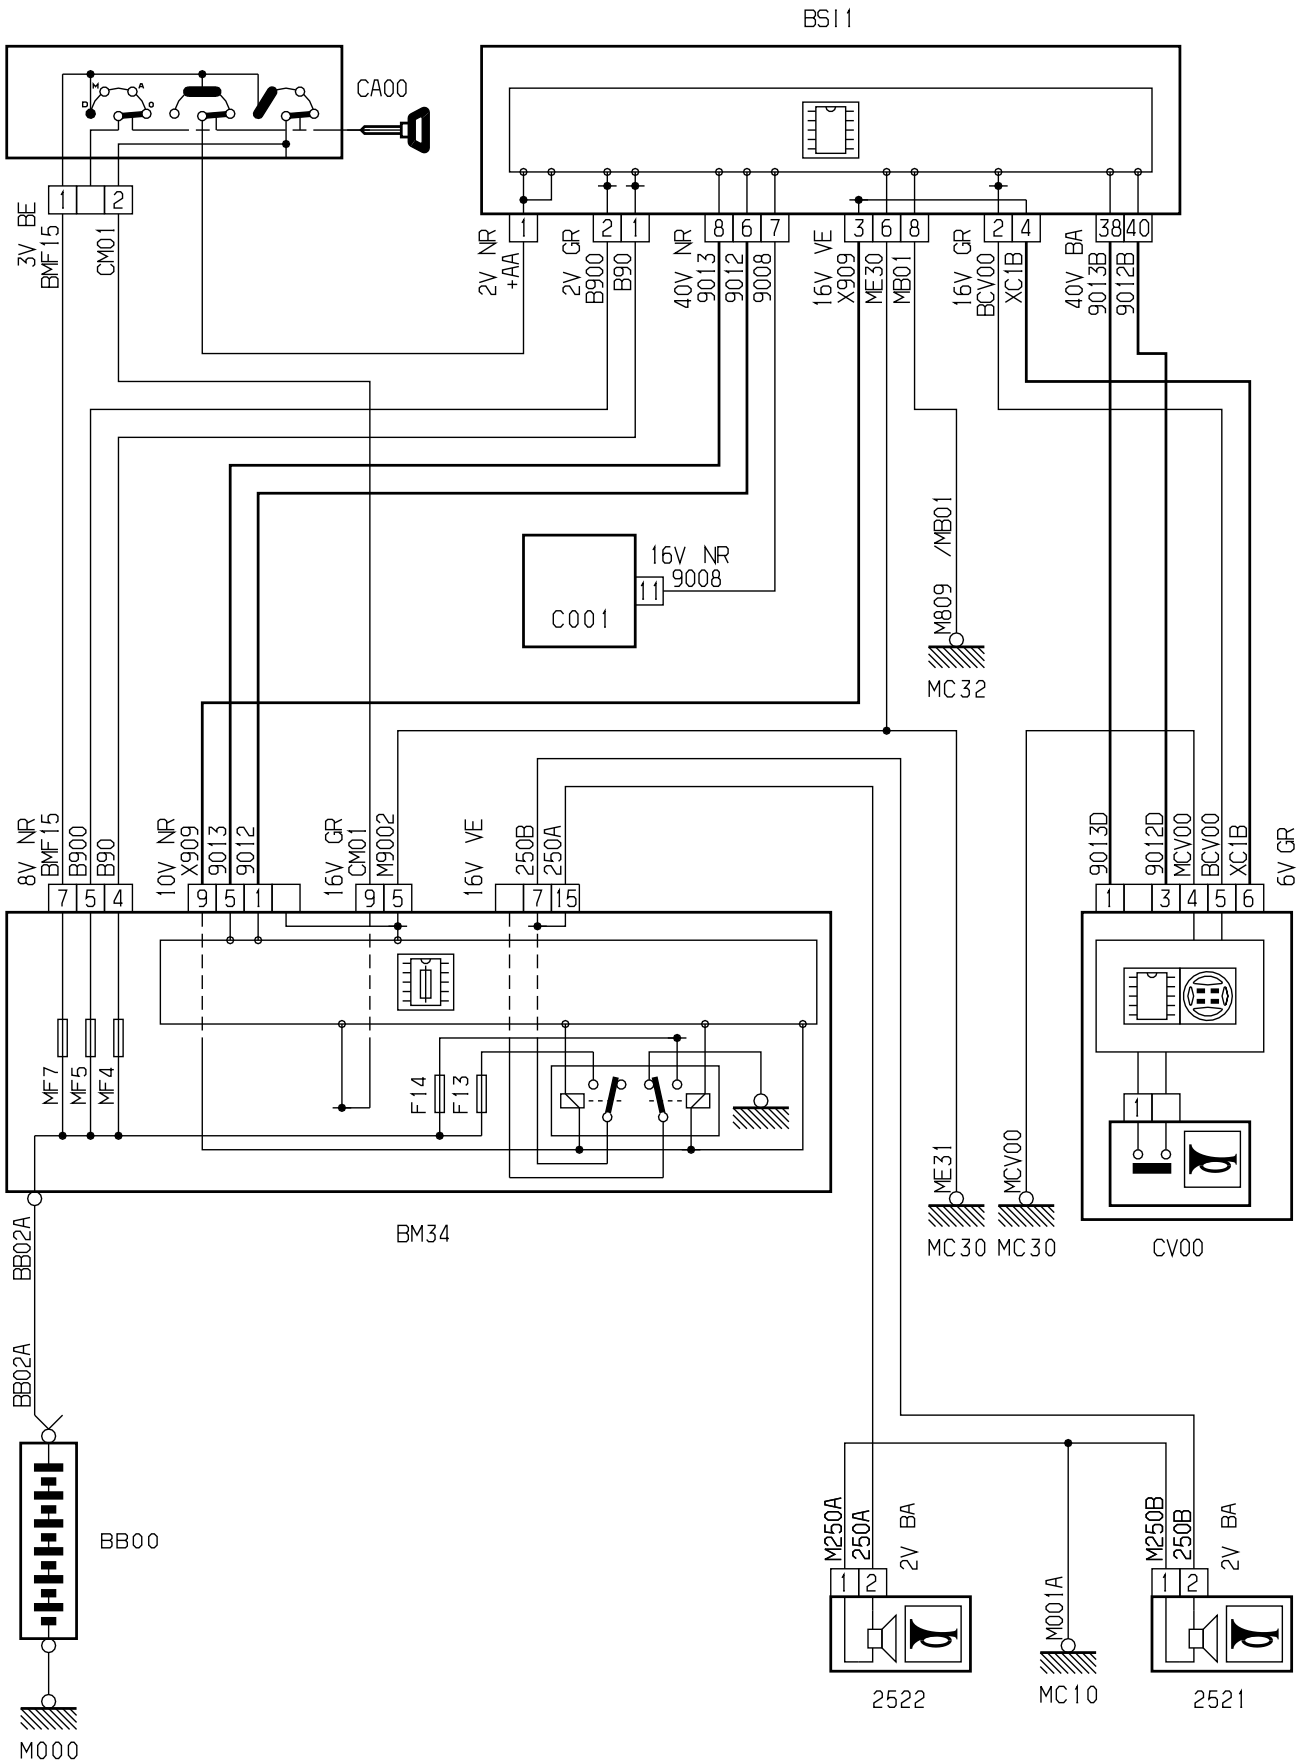 BSI1
CA00
M
A
D
O
1
2
3V BE
BMF15
CM01
1
2
1
8
6
7
3
6
8
2
4
38
40
2V NR
+AA
2V GR
B900
B90
40V NR
9013
9012
9008
16V VE
X909
ME30
MB01
16V GR
BCV00
XC1B
40V BA
9013B
9012B
C001
11
16V NR
9008
M809 /MB01
MC32
8V NR
BMF15
B900
B90
10V NR
X909
9013
9012
16V GR
CM01
M9002
16V VE
250B
250A
9013D
9012D
MCV00
BCV00
XC1B
6V GR
7
5
4
9
5
1
9
5
7
15
1
3
4
5
6
MF7
MF5
MF4
F14
F13
1
BM34
ME31
MC30
MCV00
MC30
CV00
BB02A
BB02A
BB00
M000
M250A
250A
2V BA
1
2
2522
M001A
MC10
M250B
250B
2V BA
1
2
2521